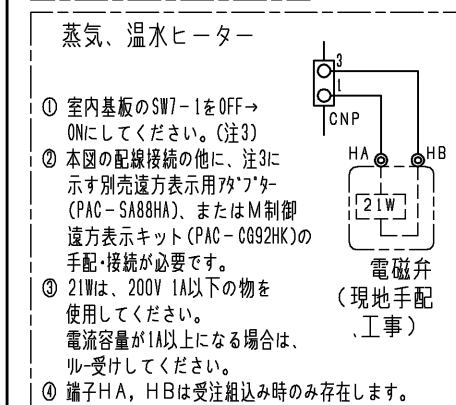 蒸気、温水ヒーター
① 室内基板のSW7-1をOFF→
ONにしてください。(注3)
② 本図の配線接続の他に、注3に
示す別売遠方表示用ｱﾀﾞﾌﾟﾀｰ
(PAC-SA88HA)、またはM制御
遠方表示キット(PAC-CG92HK)の
手配・接続が必要です。
③ 21Wは、200V 1A以下の物を
使用してください。
電流容量が1A以上になる場合は、
ﾘﾚｰ受けしてください。
④ 端子HA,HBは受注組込み時のみ存在します。
3
1
CNP
HA
HB
21W
電磁弁
(現地手配
、工事)